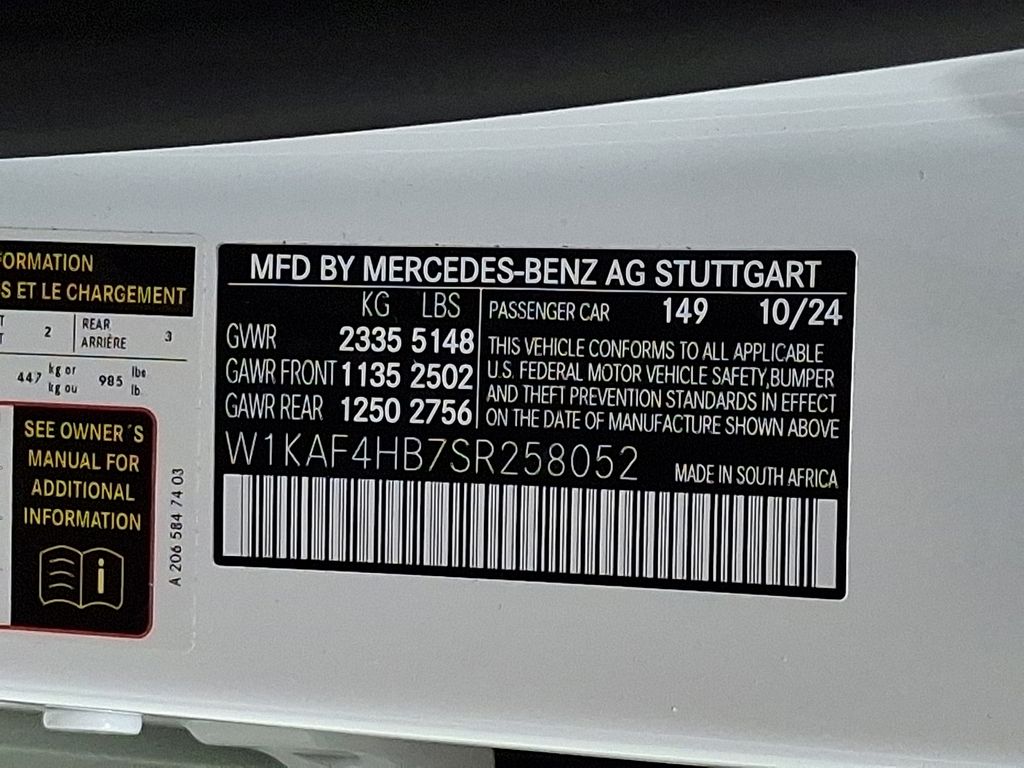 ORMATION
S ET LE CHARGEMENT
T 2 REAR 3
T ARRIÈRE
447 kg or 985 lbs
kg ou lb.
SEE OWNER´S
MANUAL FOR
ADDITIONAL
INFORMATION
i
A 206 584 74 03
MFD BY MERCEDES-BENZ AG STUTTGART
KG LBS
GVWR 2335 5148
GAWR FRONT 1135 2502
GAWR REAR 1250 2756
PASSENGER CAR 149 10/24
THIS VEHICLE CONFORMS TO ALL APPLICABLE
U.S. FEDERAL MOTOR VEHICLE SAFETY,BUMPER
AND THEFT PREVENTION STANDARDS IN EFFECT
ON THE DATE OF MANUFACTURE SHOWN ABOVE
W1KAF4HB7SR258052
MADE IN SOUTH AFRICA